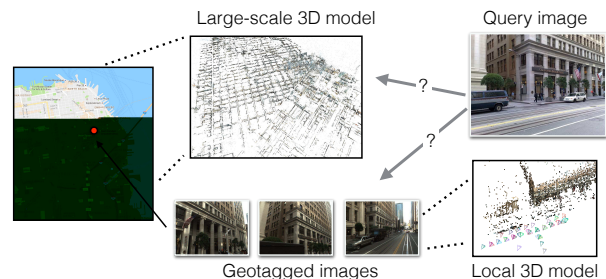 Large-scale 3D model
Query image
?
?
Geotagged images
Local 3D model